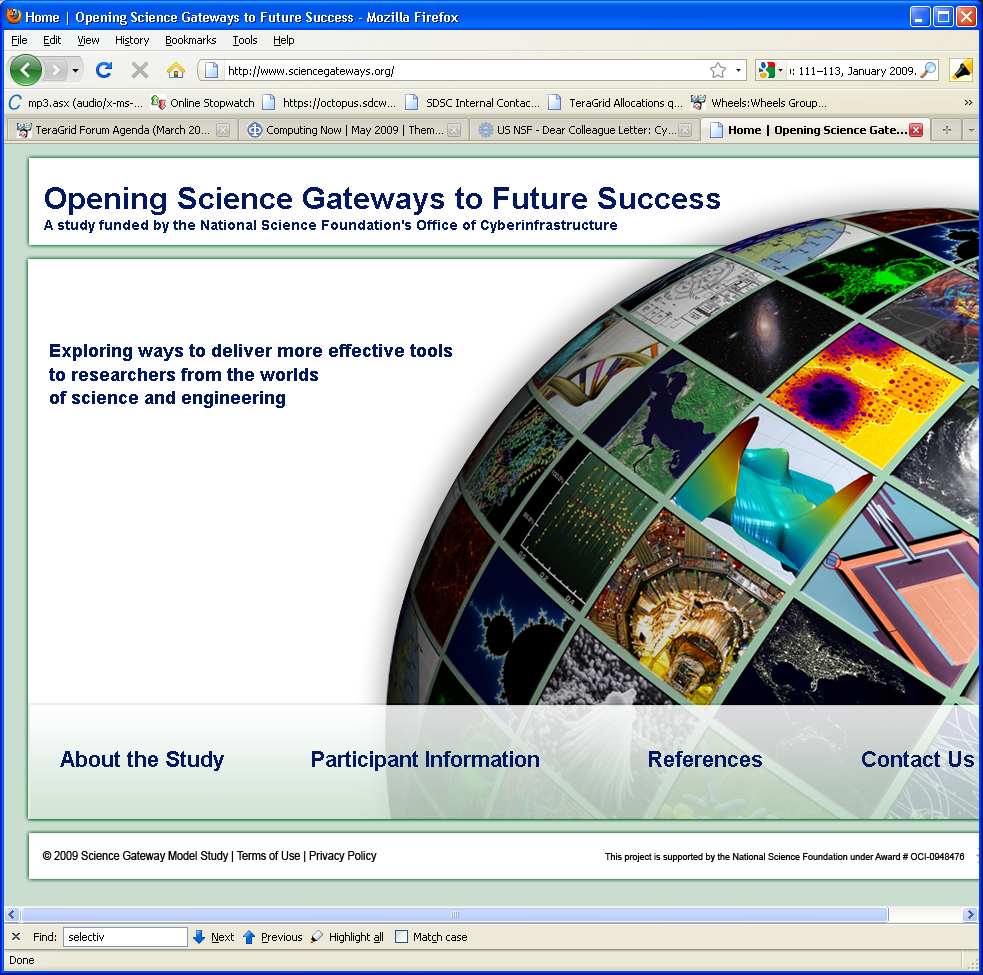 Home | Opening Science Gateways to Future Success - Mozilla Firefox
File Edit View History Bookmarks Tools Help
http://www.sciencegateways.org/
: 111–113, January 2009.
mp3.asx (audio/x-ms-... Online Stopwatch https://octopus.sdcw... SDSC Internal Contac... TeraGrid Allocations q... Wheels:Wheels Group... »
TeraGrid Forum Agenda (March 20... Computing Now | May 2009 | Them... US NSF - Dear Colleague Letter: Cy... Home | Opening Science Gate...
Opening Science Gateways to Future Success
A study funded by the National Science Foundation's Office of Cyberinfrastructure
Exploring ways to deliver more effective tools
to researchers from the worlds
of science and engineering
About the Study Participant Information References Contact Us
© 2009 Science Gateway Model Study | Terms of Use | Privacy Policy
This project is supported by the National Science Foundation under Award # OCI-0948476
Find: selectiv Next Previous Highlight all Match case
Done